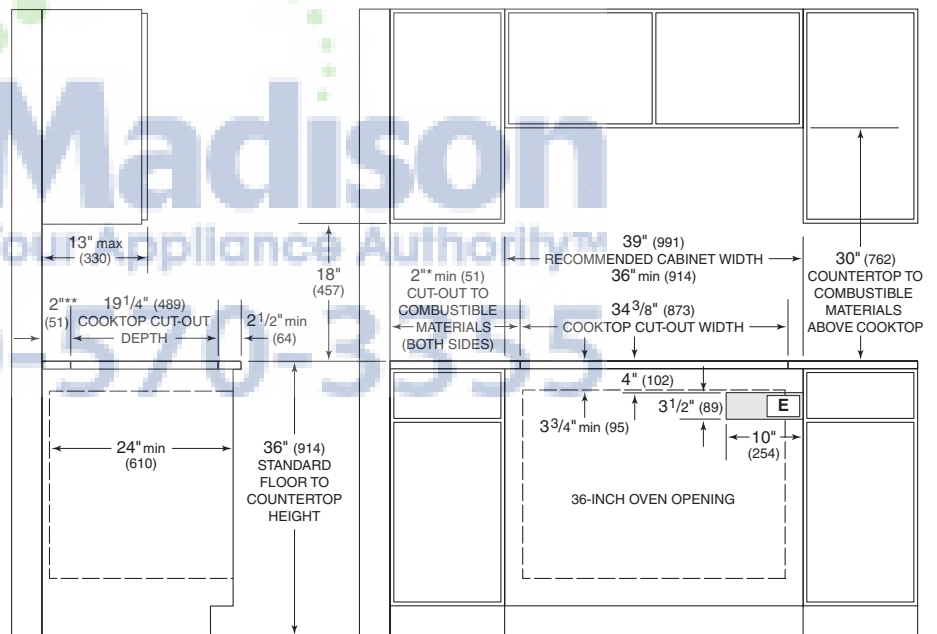 Madison
Your Appliance Authority™
570-3355
13" max
(330)
18"
(457)
39" (991)
RECOMMENDED CABINET WIDTH
36" min (914)
30" (762)
COUNTERTOP TO
COMBUSTIBLE
MATERIALS
ABOVE COOKTOP
2"**
(51)
19 1/4" (489)
COOKTOP CUT-OUT
DEPTH
2 1/2" min
(64)
2"* min (51)
CUT-OUT TO
COMBUSTIBLE
MATERIALS
(BOTH SIDES)
34 3/8" (873)
COOKTOP CUT-OUT WIDTH
4" (102)
3 1/2" (89)
E
3 3/4" min (95)
10"
(254)
24" min
(610)
36" (914)
STANDARD
FLOOR TO
COUNTERTOP
HEIGHT
36-INCH OVEN OPENING